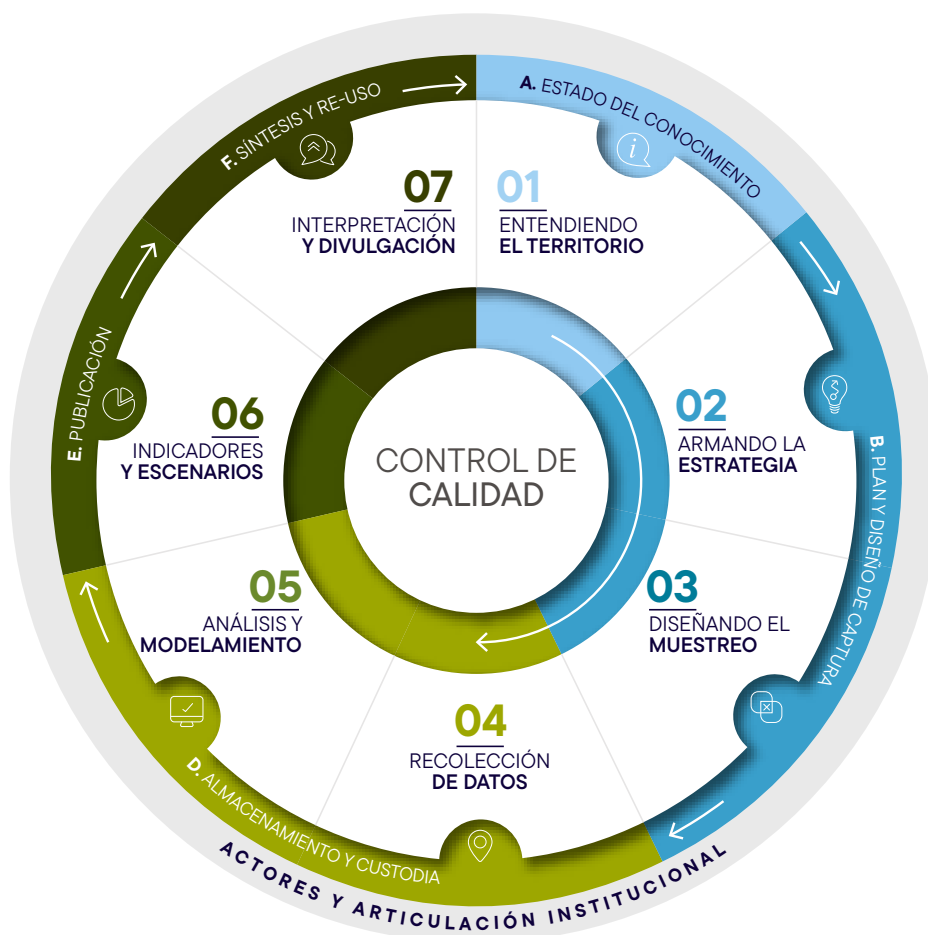 A. ESTADO DEL CONOCIMIENTO
01
ENTENDIENDO
EL TERRITORIO
B. PLAN Y DISEÑO DE CAPTURA
02
ARMANDO LA
ESTRATEGIA
03
DISEÑANDO EL
MUESTREO
04
RECOLECCIÓN
DE DATOS
D. ALMACENAMIENTO Y CUSTODIA
05
ANÁLISIS Y
MODELAMIENTO
E. PUBLICACIÓN
06
INDICADORES
Y ESCENARIOS
F. SÍNTESIS Y RE-USO
07
INTERPRETACIÓN
Y DIVULGACIÓN
CONTROL DE
CALIDAD
ACTORES Y ARTICULACIÓN INSTITUCIONAL